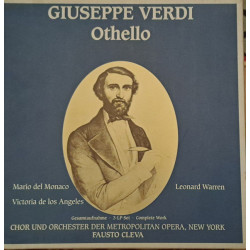 GIUSEPPE VERDI
Othello
Mario del Monaco
Leonard Warren
Victoria de los Angeles
Gesamtaufnahme · 3-LP-Set · Complete Work
CHOR UND ORCHESTER DER METROPOLITAN OPERA, NEW YORK
FAUSTO CLEVA